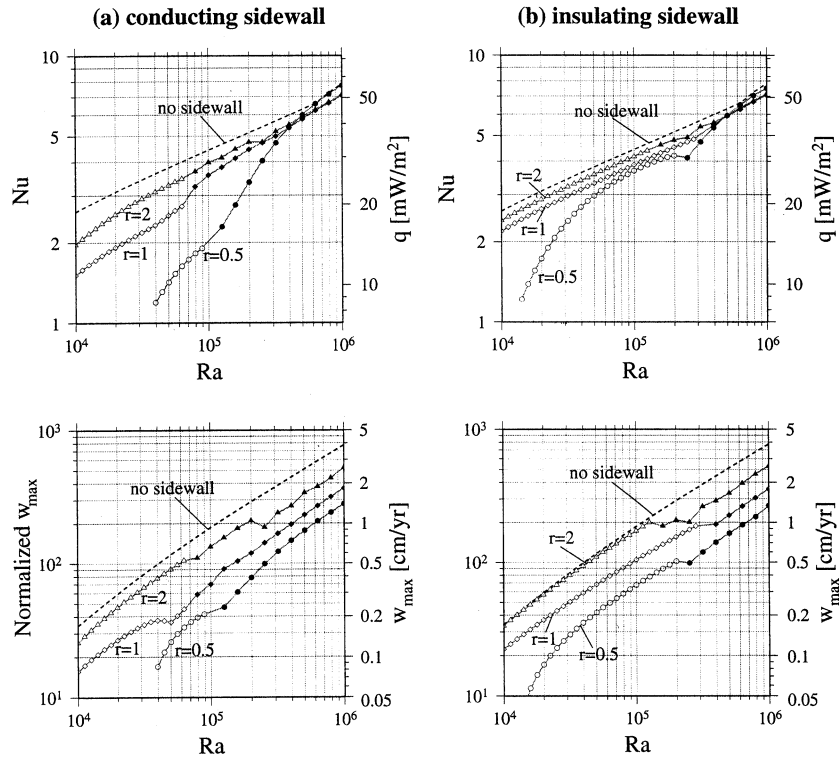 (a) conducting sidewall
(b) insulating sidewall
10
5
2
1
Nu
no sidewall
r=2
r=1
r=0.5
50
20
10
q [mW/m²]
10⁴
10⁵
10⁶
Ra
10
5
2
1
Nu
no sidewall
r=2
r=1
r=0.5
50
20
10
q [mW/m²]
10⁴
10⁵
10⁶
Ra
10³
10²
10¹
Normalized wmax
no sidewall
r=2
r=1
r=0.5
5
2
1
0.5
0.2
0.1
0.05
wmax [cm/yr]
10⁴
10⁵
10⁶
Ra
10³
10²
10¹
no sidewall
r=2
r=1
r=0.5
5
2
1
0.5
0.2
0.1
0.05
wmax [cm/yr]
10⁴
10⁵
10⁶
Ra